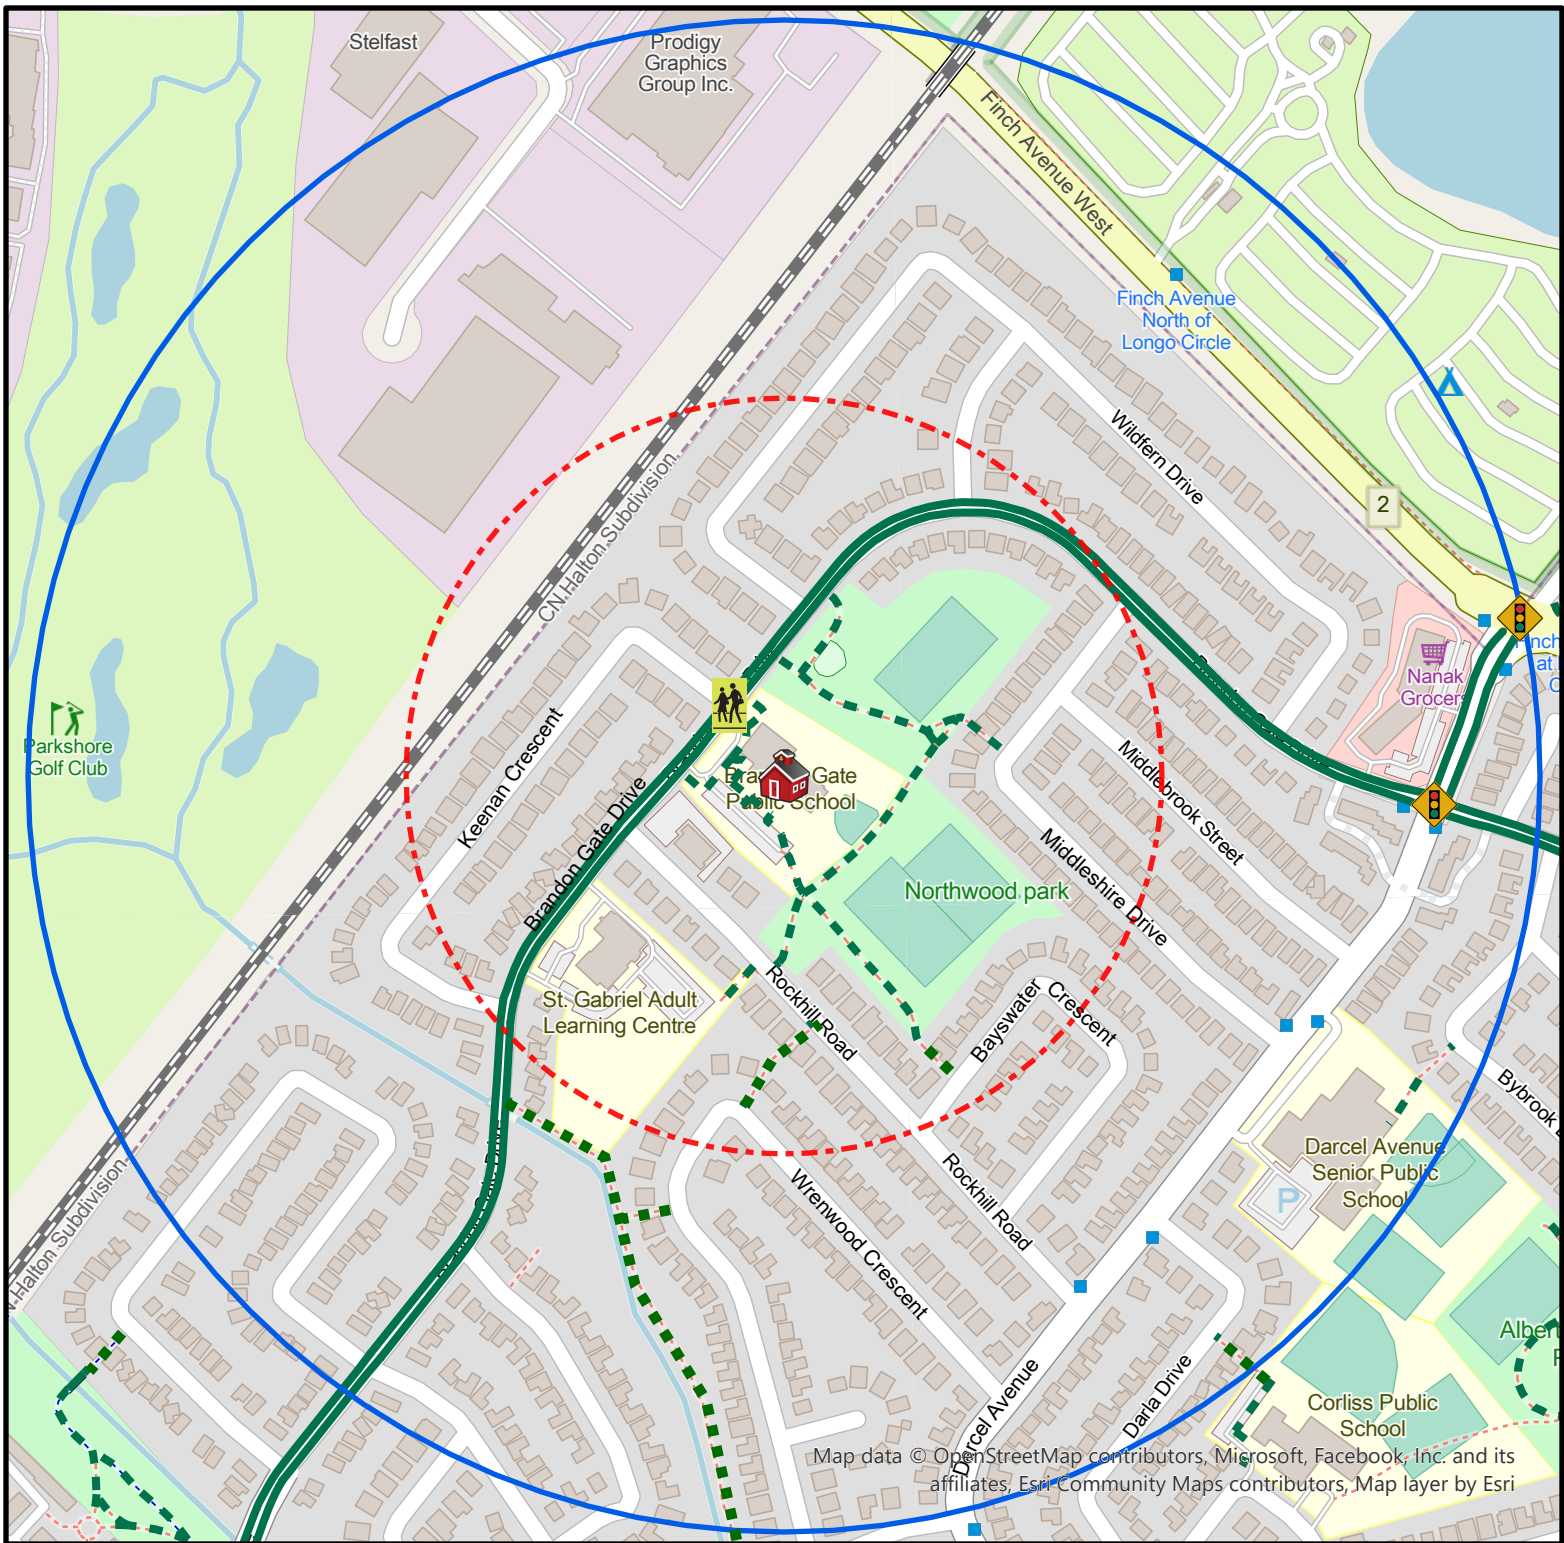 Stelfast
Prodigy
Graphics
Group Inc.
Finch Avenue West
Finch Avenue
North of
Longo Circle
Wildfern Drive
2
CN Halton Subdivision
Nanak
Grocers
Parkshore
Golf Club
Keenan Crescent
Gate
Public School
Brandon Gate Drive
Middlebrook Street
Middleshire Drive
Northwood park
St. Gabriel Adult
Learning Centre
Rockhill Road
Bayswater
Crescent
Bybrook
Darcel Avenue
Senior Public
School
P
Halton Subdivision
Rockhill Road
Wrenwood Crescent
Darcel Avenue
Darla Drive
Corliss Public
School
Map data © OpenStreetMap contributors, Microsoft, Facebook, Inc. and its
affiliates, Esri Community Maps contributors, Map layer by Esri